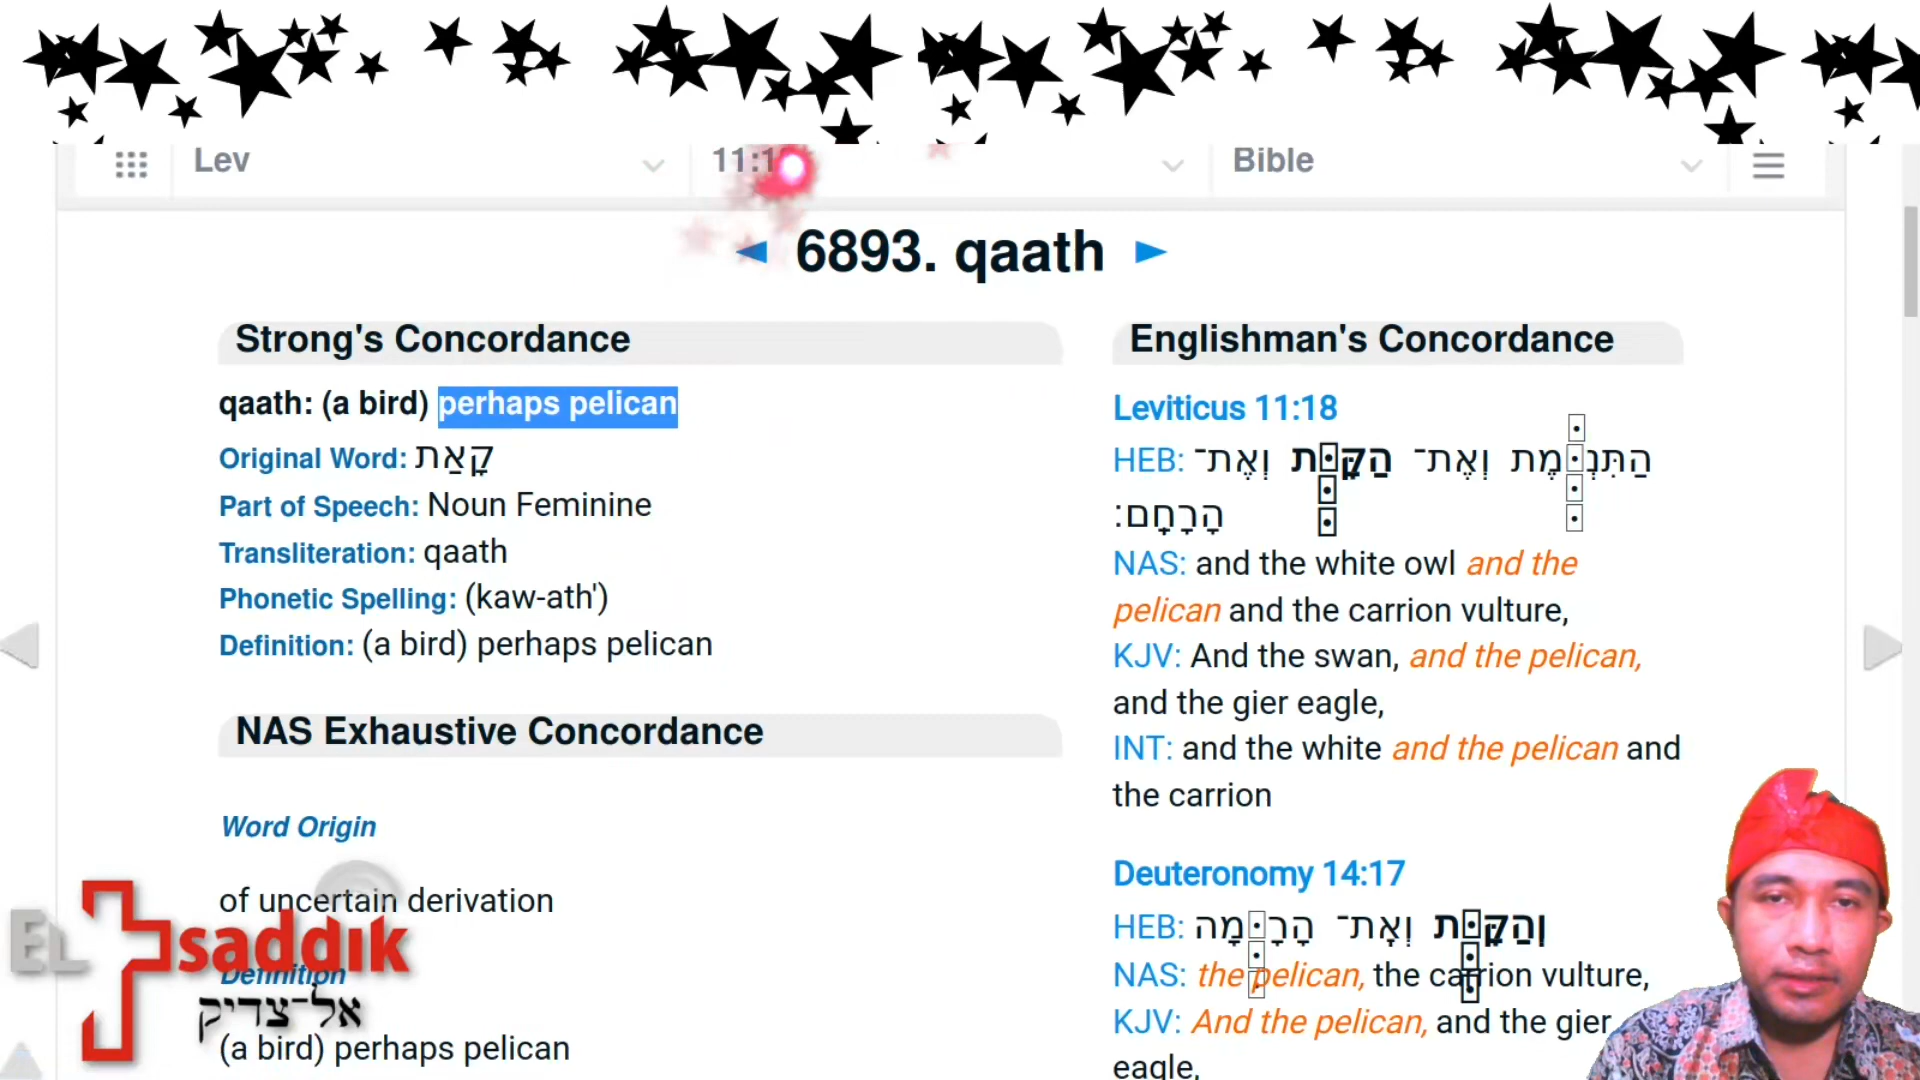 Lev
11:1
Bible
6893. qaath
Strong's Concordance
qaath: (a bird) perhaps pelican
Original Word: קָאַת
Part of Speech: Noun Feminine
Transliteration: qaath
Phonetic Spelling: (kaw-ath')
Definition: (a bird) perhaps pelican
NAS Exhaustive Concordance
Word Origin
of uncertain derivation
Definition
(a bird) perhaps pelican
EL saddik
אל־צדיק
Englishman's Concordance
Leviticus 11:18
HEB: וְאֶת־ וְאֶת־
הָרָחָֽם׃
NAS: and the white owl and the
pelican and the carrion vulture,
KJV: And the swan, and the pelican,
and the gier eagle,
INT: and the white and the pelican and
the carrion
Deuteronomy 14:17
HEB: וְאֶת־
NAS: the pelican, the carrion vulture,
KJV: And the pelican, and the gier
eagle,